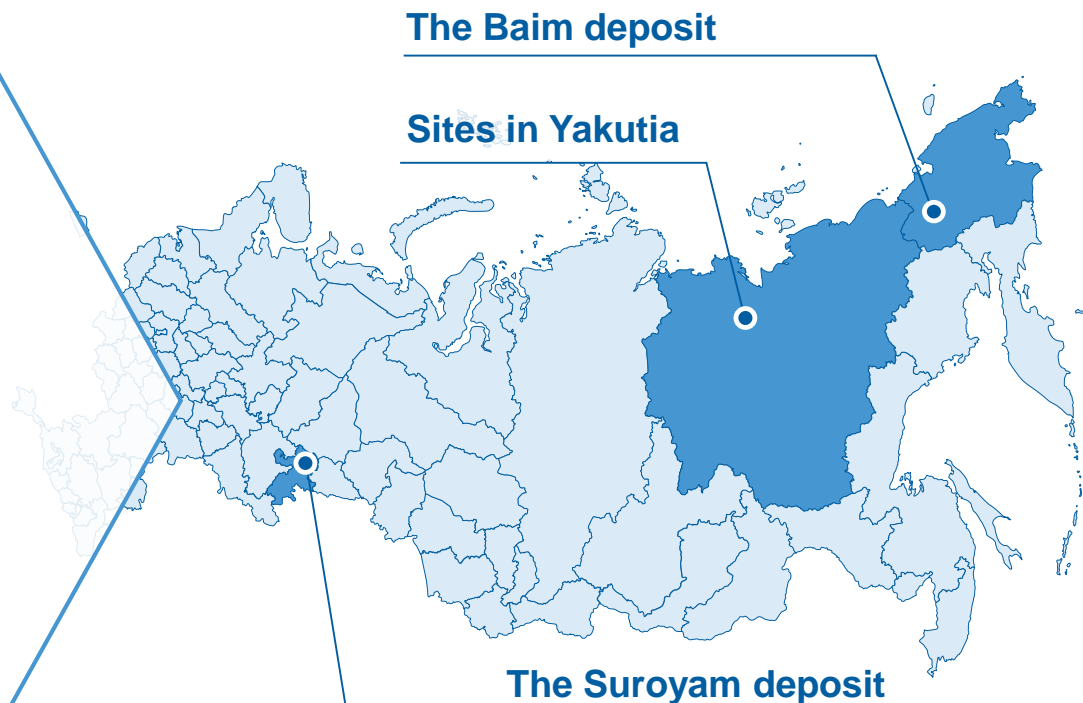 The Baim deposit
Sites in Yakutia
The Suroyam deposit